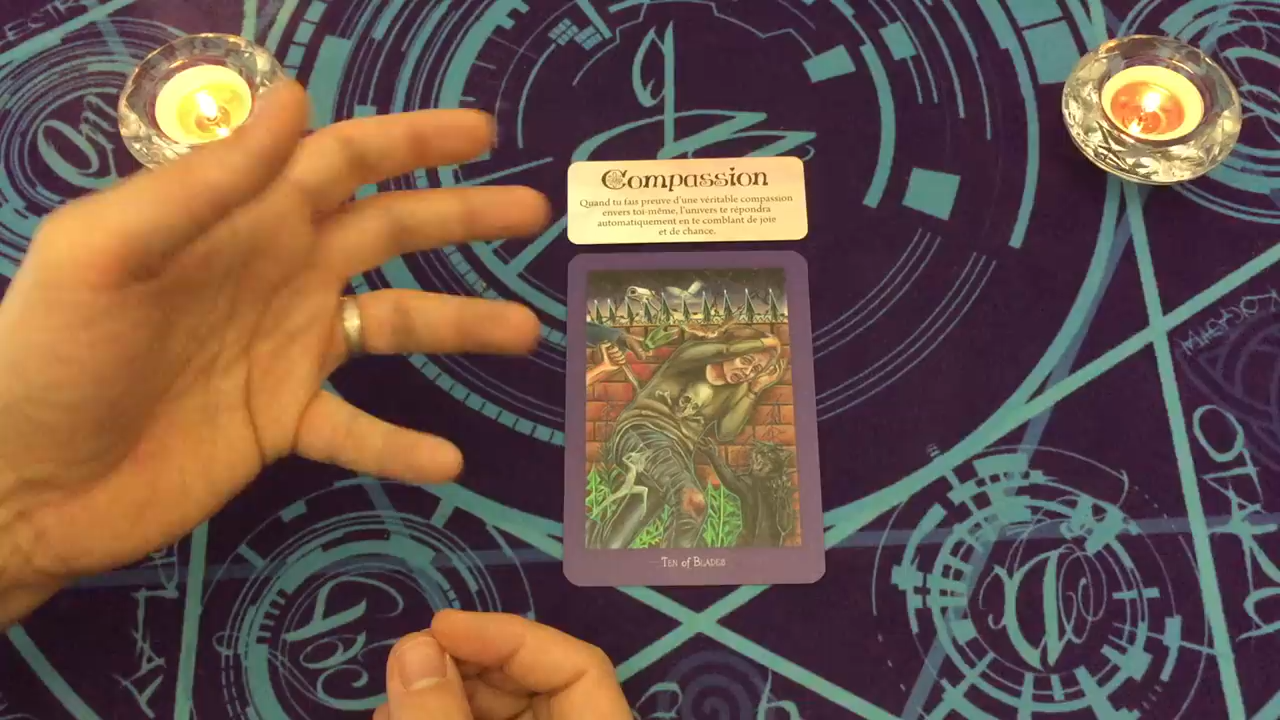 Compassion
Quand tu fais preuve d'une véritable compassion
envers toi-même, l'univers te répondra
automatiquement en te comblant de joie
et de chance.
Ten of Blades